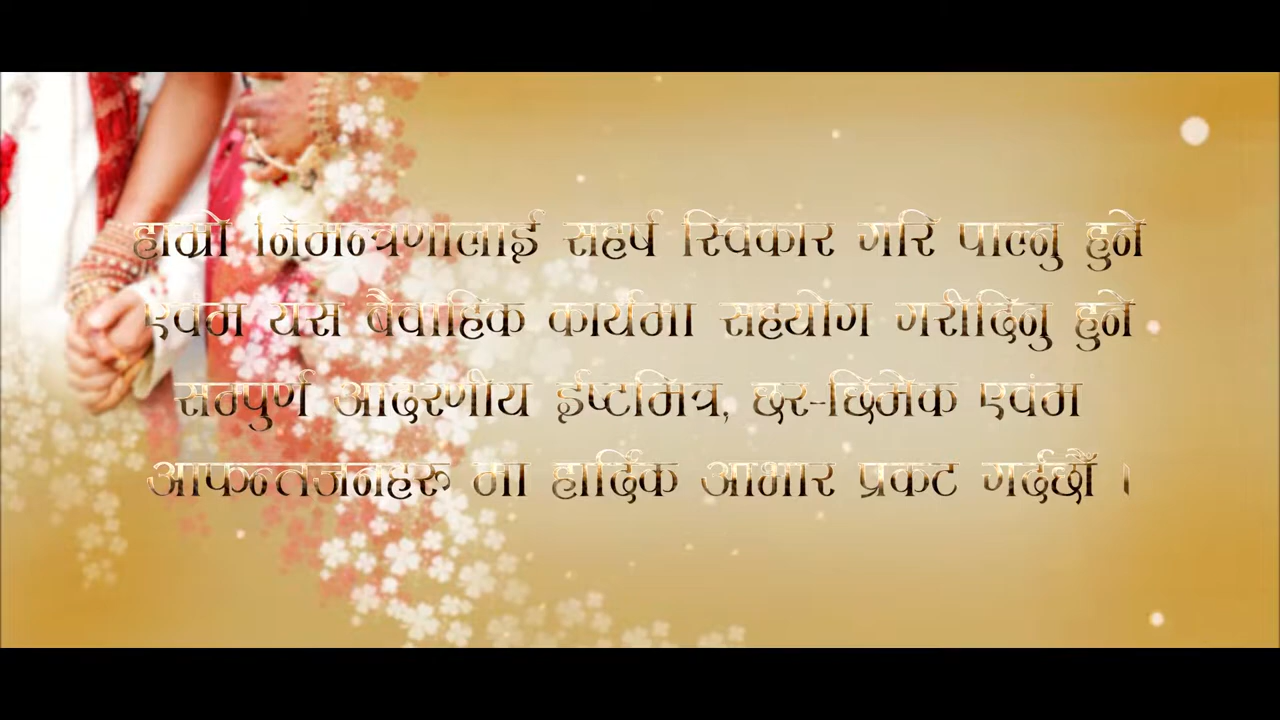 हाम्रो निमन्त्रणालाई सहर्ष स्विकार गरि पाल्नु हुने
एवम यस बैवाहिक कार्यमा सहयोग गरीदिनु हुने
सम्पुर्ण आदरणीय ईष्टमित्र, छर-छिमेक एवंम
आफन्तजनहरू मा हार्दिक आभार प्रकट गर्दछौं ।